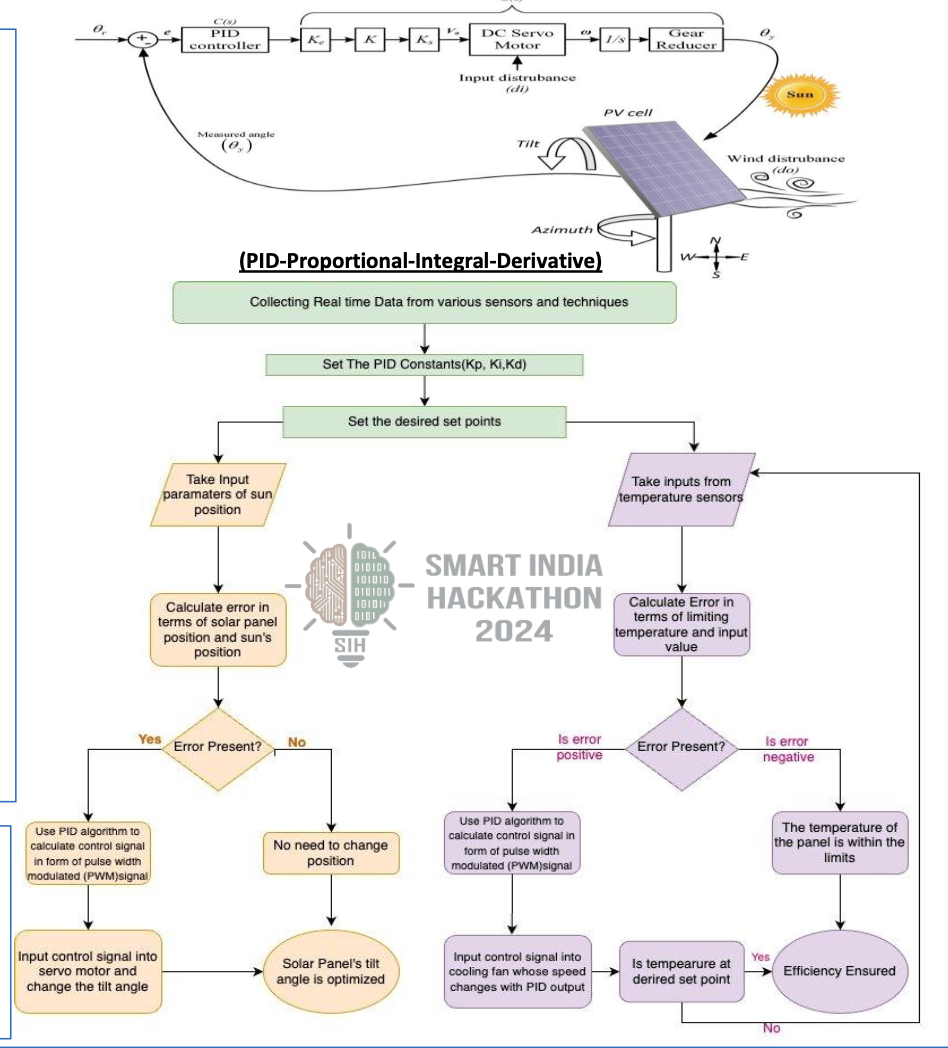 θr
e
C(s)
PID
controller
Ke
K
Ks
Va
DC Servo
Motor
ω
1/s
Gear
Reducer
θy
+
-
Input distrubance
(di)
Sun
PV cell
Tilt
Measured angle
(θy)
Wind distrubance
(do)
Azimuth
N
W
E
S
(PID-Proportional-Integral-Derivative)
Collecting Real time Data from various sensors and techniques
Set The PID Constants(Kp, Ki,Kd)
Set the desired set points
Take Input
paramaters of sun
position
Take inputs from
temperature sensors
SMART INDIA
HACKATHON
2024
SIH
Calculate error in
terms of solar panel
position and sun's
position
Calculate Error in
terms of limiting
temperature and input
value
Yes
Error Present?
No
Is error
positive
Error Present?
Is error
negative
Use PID algorithm to
calculate control signal
in form of pulse width
modulated (PWM)signal
No need to change
position
Use PID algorithm to
calculate control signal in
form of pulse width
modulated (PWM)signal
The temperature of
the panel is within the
limits
Input control signal into
servo motor and
change the tilt angle
Solar Panel's tilt
angle is optimized
Input control signal into
cooling fan whose speed
changes with PID output
Is tempearure at
derired set point
Yes
Efficiency Ensured
No